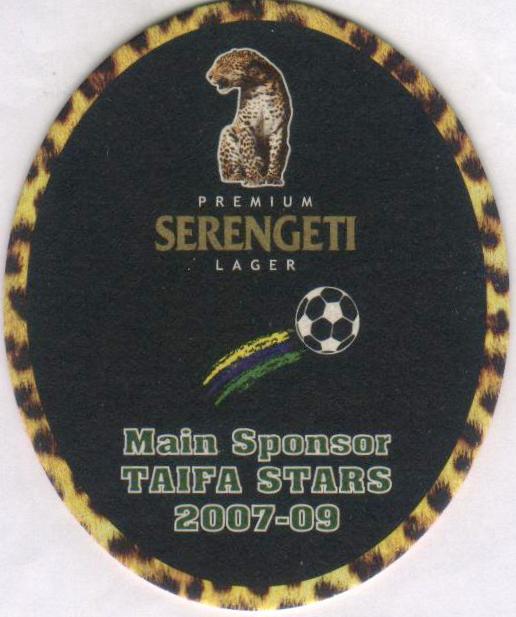 PREMIUM
SERENGETI
LAGER
Main Sponsor
TAIFA STARS
2007-09